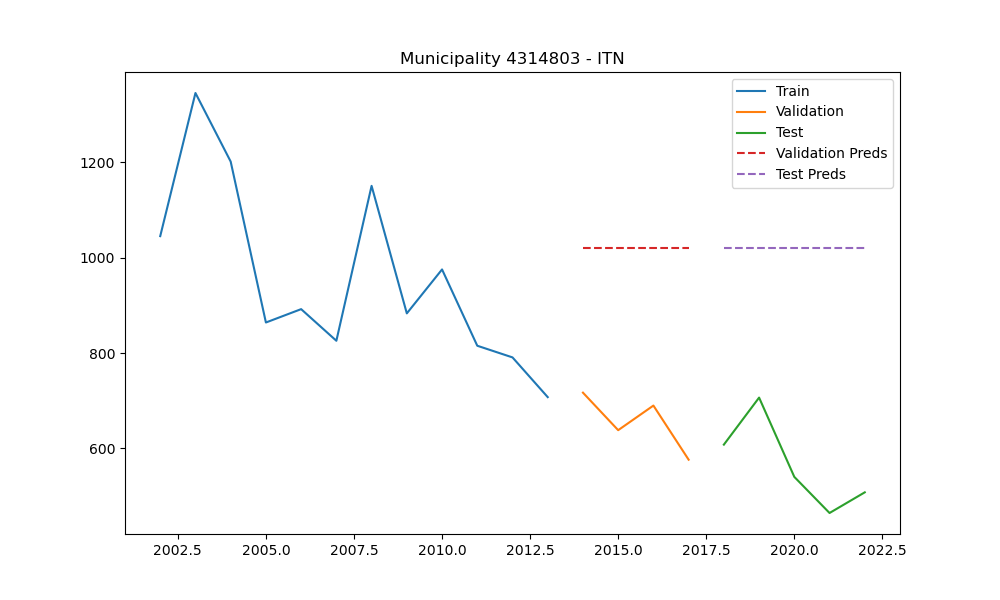 Municipality 4314803 - ITN
Train
Validation
Test
Validation Preds
Test Preds
1200
1000
800
600
2002.5 2005.0 2007.5 2010.0 2012.5 2015.0 2017.5 2020.0 2022.5